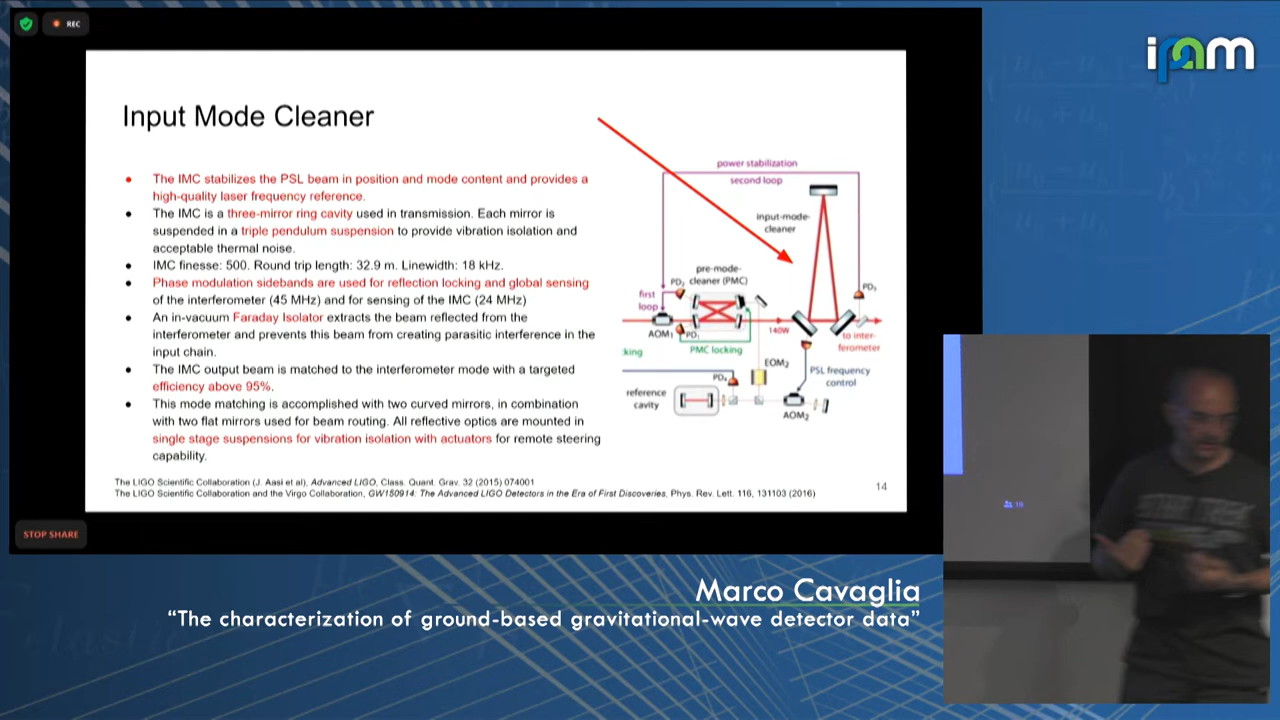 REC
ipam
Input Mode Cleaner
• The IMC stabilizes the PSL beam in position and mode content and provides a
high-quality laser frequency reference.
• The IMC is a three-mirror ring cavity used in transmission. Each mirror is
suspended in a triple pendulum suspension to provide vibration isolation and
acceptable thermal noise.
• IMC finesse: 500. Round trip length: 32.9 m. Linewidth: 18 kHz.
• Phase modulation sidebands are used for reflection locking and global sensing
of the interferometer (45 MHz) and for sensing of the IMC (24 MHz)
• An in-vacuum Faraday Isolator extracts the beam reflected from the
interferometer and prevents this beam from creating parasitic interference in the
input chain.
• The IMC output beam is matched to the interferometer mode with a targeted
efficiency above 95%.
• This mode matching is accomplished with two curved mirrors, in combination
with two flat mirrors used for beam routing. All reflective optics are mounted in
single stage suspensions for vibration isolation with actuators for remote steering
capability.
power stabilization
second loop
input-mode-
cleaner
pre-mode-
cleaner (PMC)
PD2
PD3
first
loop
AOM1
PD1
140W
to inter-
ferometer
king
PMC locking
EOM2
PD4
PSL frequency
control
reference
cavity
AOM2
The LIGO Scientific Collaboration (J. Aasi et al), Advanced LIGO, Class. Quant. Grav. 32 (2015) 074001
The LIGO Scientific Collaboration and the Virgo Collaboration, GW150914: The Advanced LIGO Detectors in the Era of First Discoveries, Phys. Rev. Lett. 116, 131103 (2016)
14
STOP SHARE
Marco Cavaglia
“The characterization of ground-based gravitational-wave detector data”